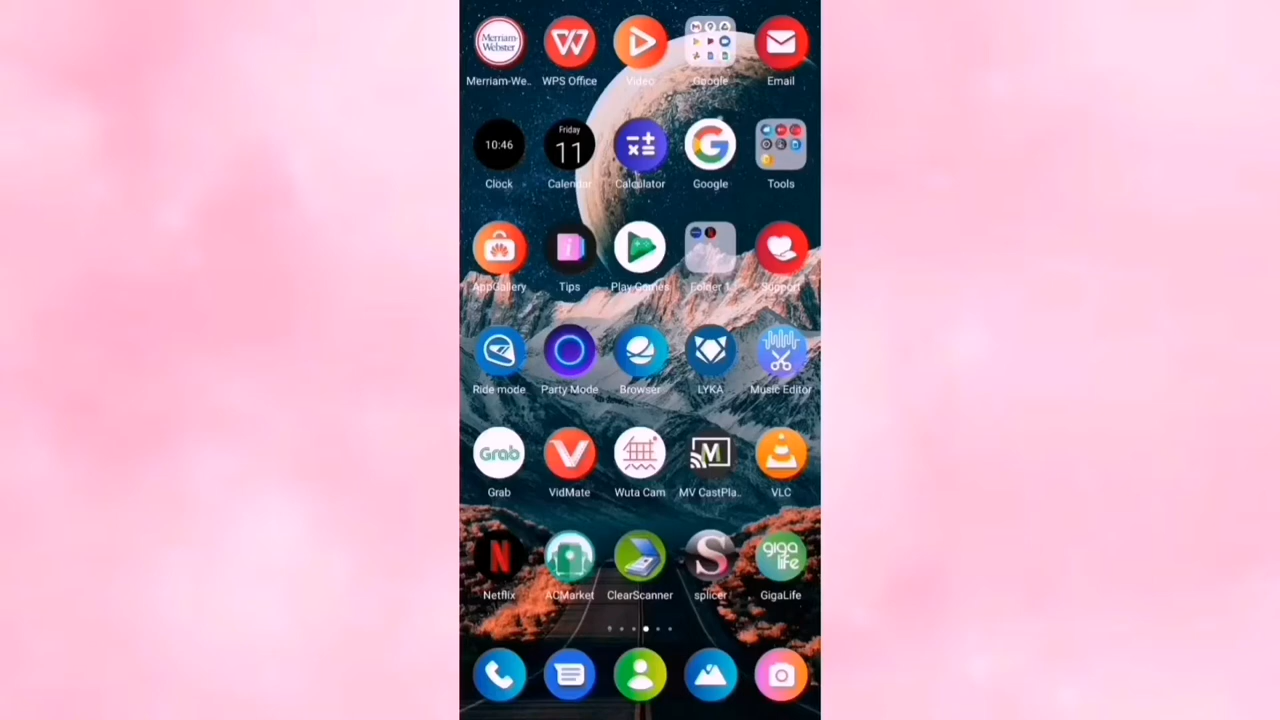 Merriam-
Webster
Merriam-We..
WPS Office
Video
Google
Email
10:46
Friday
11
Clock
Calendar
Calculator
Google
Tools
AppGallery
Tips
Play Games
Folder 1
Support
Ride mode
Party Mode
Browser
LYKA
Music Editor
Grab
M
Grab
VidMate
Wuta Cam
MV CastPla..
VLC
N
S
giga
life
Netflix
ACMarket
ClearScanner
splicer
GigaLife